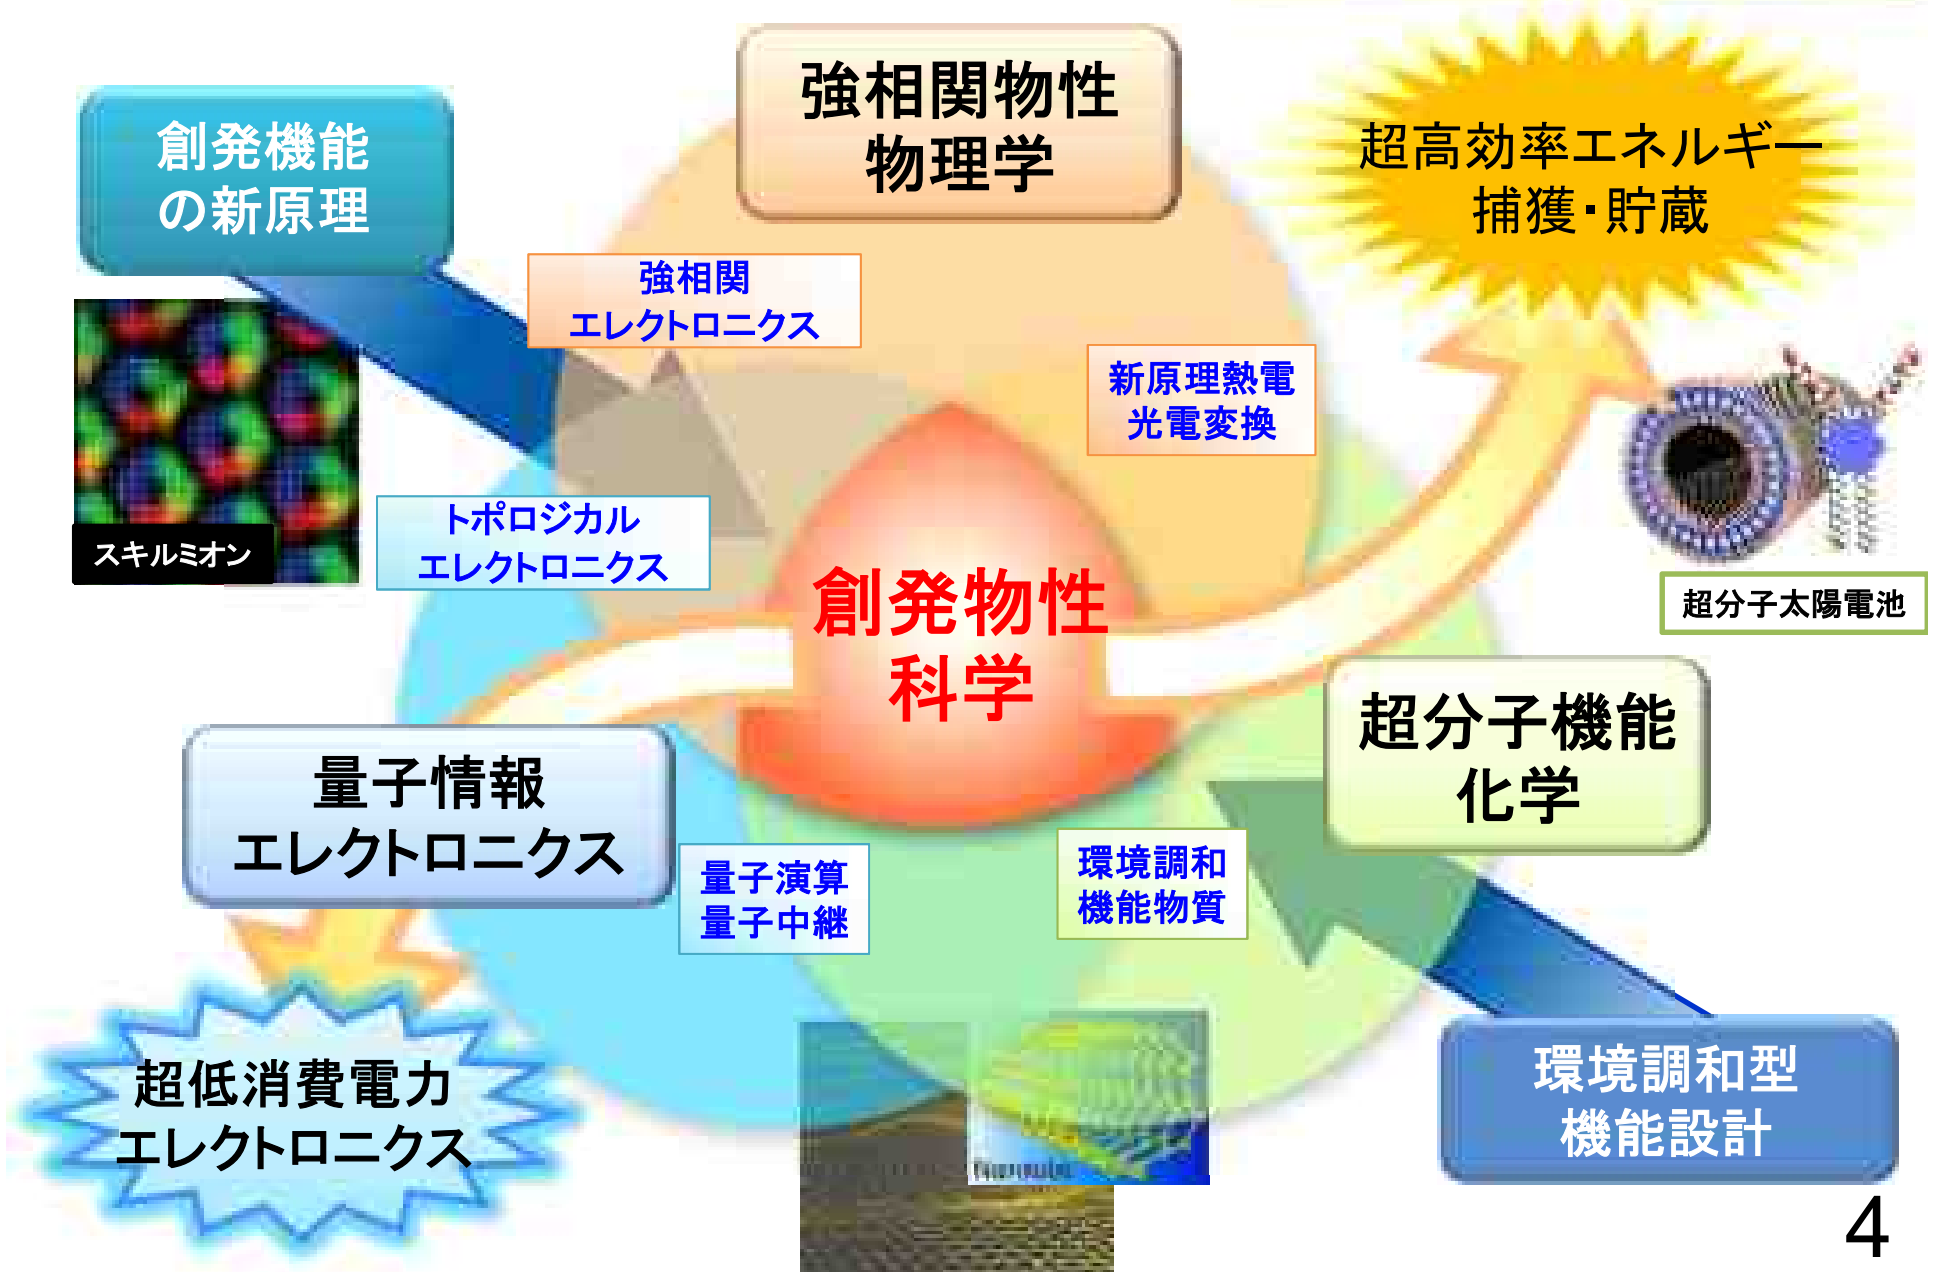 強相関物性
物理学
創発機能
の新原理
超高効率エネルギー
捕獲・貯蔵
強相関
エレクトロニクス
新原理熱電
光電変換
トポロジカル
エレクトロニクス
スキルミオン
創発物性
科学
超分子太陽電池
超分子機能
化学
量子情報
エレクトロニクス
量子演算
量子中継
環境調和
機能物質
超低消費電力
エレクトロニクス
環境調和型
機能設計
4